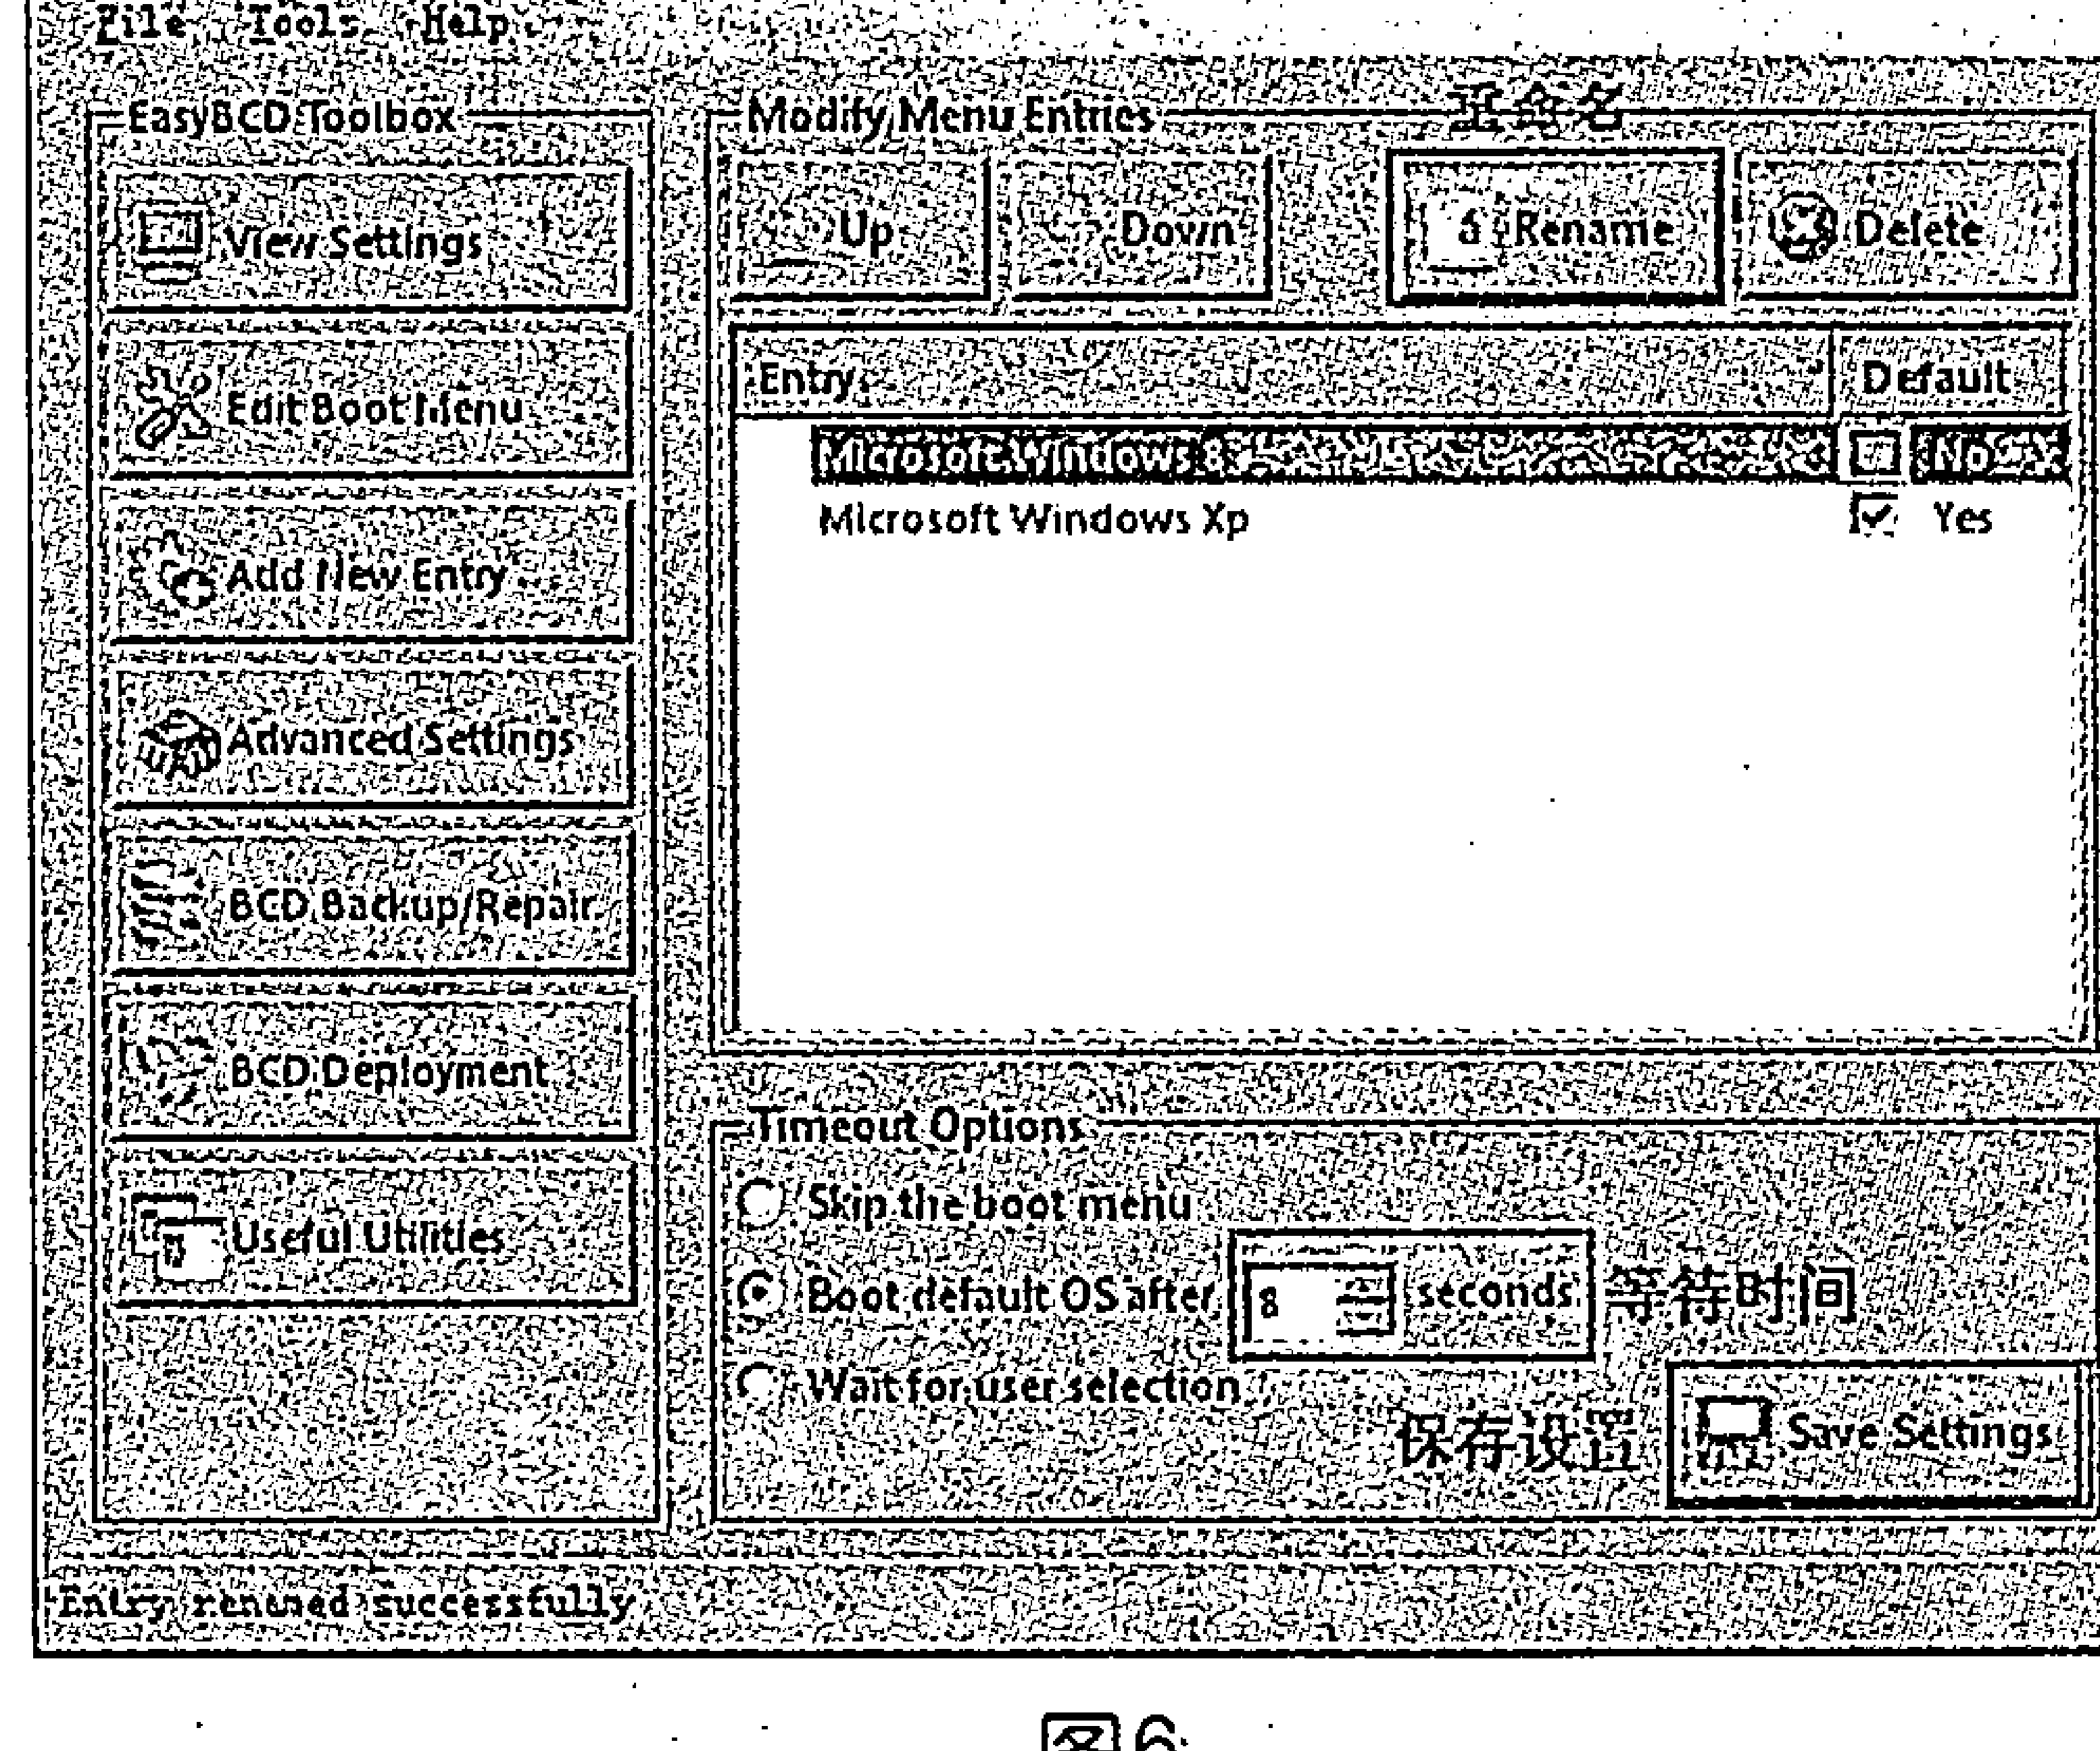 File Tools Help
EasyBCD Toolbox
View Settings
Edit Boot Menu
Add New Entry
Advanced Settings
BCD Backup/Repair
BCD Deployment
Useful Utilities
Modify Menu Entries
重命名
Up Down Rename Delete
Entry Default
Microsoft Windows 8 No
Microsoft Windows Xp Yes
Timeout Options
Skip the boot menu
Boot default OS after 8 seconds 等待时间
Wait for user selection
保存设置 Save Settings
Entry renamed successfully
图6